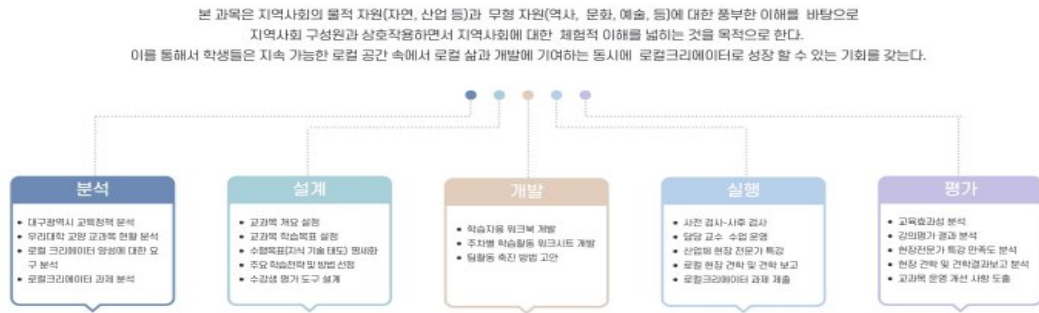 본 과목은 지역사회의 물적 자원(자연, 산업 등)과 무형 자원(역사, 문화, 예술, 등)에 대한 풍부한 이해를 바탕으로
지역사회 구성원과 상호작용하면서 지역사회에 대한 체험적 이해를 넓히는 것을 목적으로 한다.
이를 통해서 학생들은 지속 가능한 로컬 공간 속에서 로컬 삶과 개발에 기여하는 동시에 로컬크리에이터로 성장 할 수 있는 기회를 갖는다.
분석
• 대구광역시 교육정책 분석
• 우리대학 교양 교과목 현황 분석
• 로컬 크리에이터 양성에 대한 요
구 분석
• 로컬크리에이터 과제 분석
설계
• 교과목 개요 설정
• 교과목 학습목표 설정
• 수행목표(지식 기술 태도) 명세화
• 주요 학습전략 및 방법 선정
• 수강생 평가 도구 설계
개발
• 학습자용 워크북 개발
• 주차별 학습활동 워크시트 개발
• 팀활동 촉진 방법 고안
실행
• 사전 검사-사후 검사
• 담당 교수 수업 운영
• 산업체 현장 전문가 특강
• 로컬 현장 견학 및 견학 보고
• 로컬크리에이터 과제 제출
평가
• 교육효과성 분석
• 강의평가 결과 분석
• 현장전문가 특강 만족도 분석
• 현장 견학 및 견학결과보고 분석
• 교과목 운영 개선 사항 도출